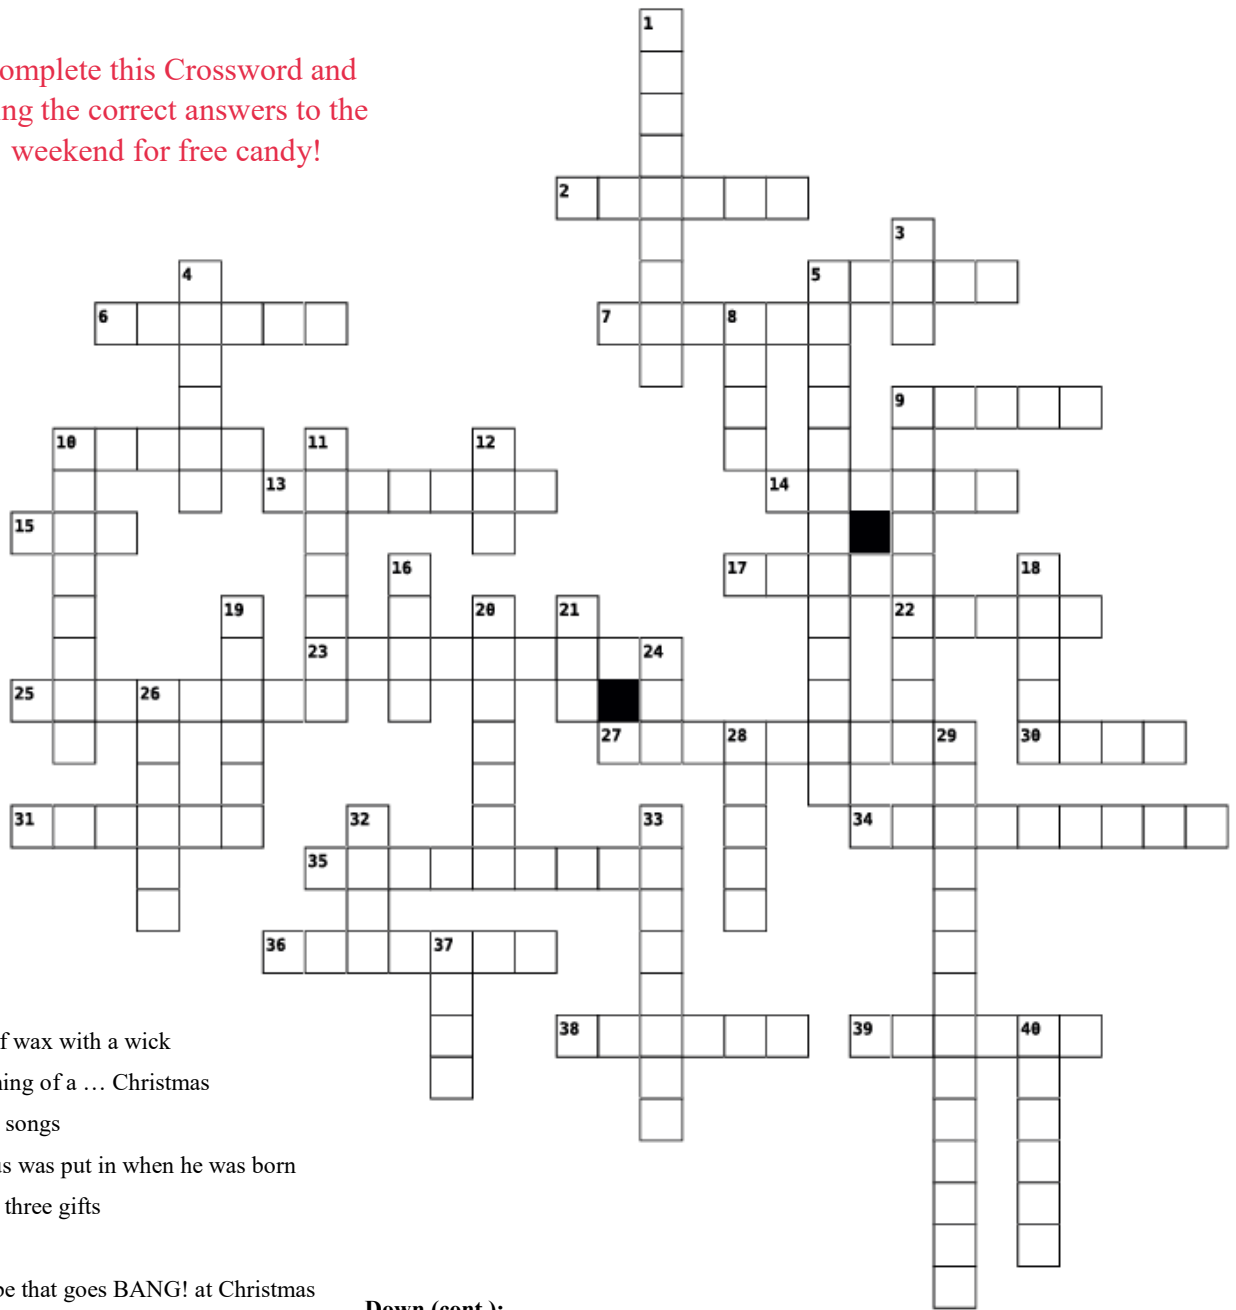 omplete this Crossword and
ng the correct answers to the
weekend for free candy!
1
2
3
4 5
6 7 8
9
10 11 12
13 14
15
16 17 18
19 20 21 22
23 24
25 26
27 28 29 30
31 32 33 34
35
36 37
38 39 40
f wax with a wick
ning of a … Christmas
songs
us was put in when he was born
three gifts
be that goes BANG! at Christmas
Down (cont.):